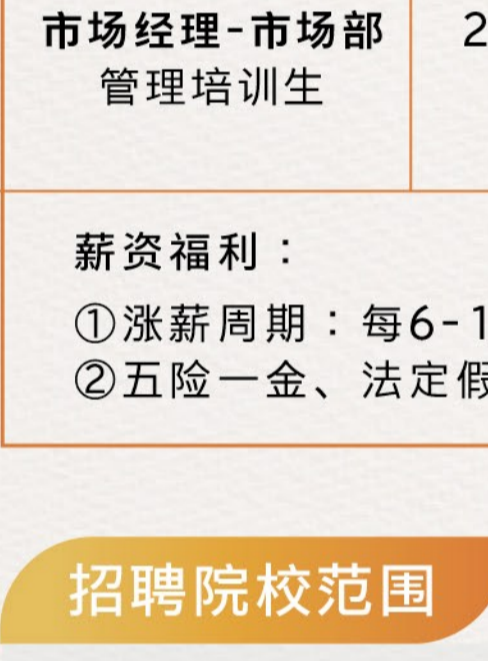 市场经理-市场部
2
管理培训生
薪资福利：
①涨薪周期：每6-1
②五险一金、法定假
招聘院校范围